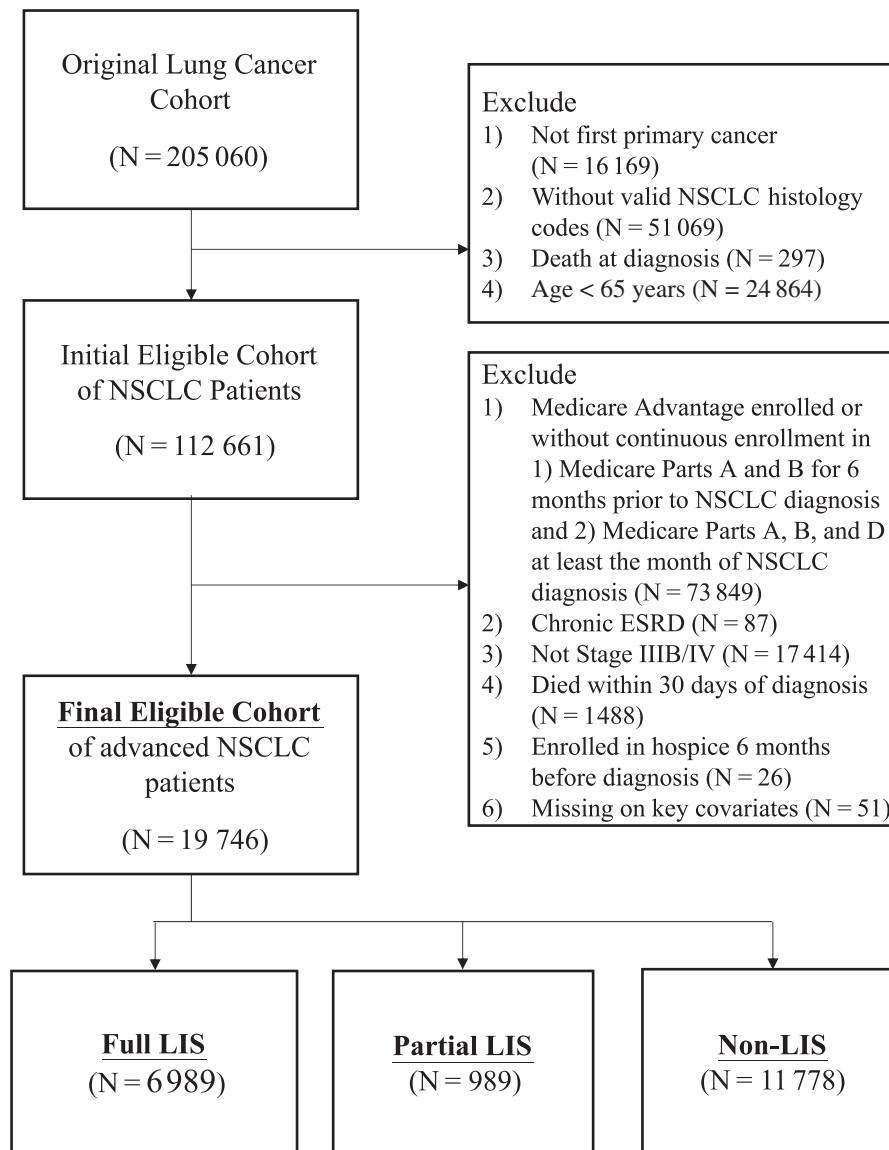 Original Lung Cancer
Cohort
(N = 205 060)
Exclude
1) Not first primary cancer
(N = 16 169)
2) Without valid NSCLC histology
codes (N = 51 069)
3) Death at diagnosis (N = 297)
4) Age < 65 years (N = 24 864)
Initial Eligible Cohort
of NSCLC Patients
(N = 112 661)
Exclude
1) Medicare Advantage enrolled or
without continuous enrollment in
1) Medicare Parts A and B for 6
months prior to NSCLC diagnosis
and 2) Medicare Parts A, B, and D
at least the month of NSCLC
diagnosis (N = 73 849)
2) Chronic ESRD (N = 87)
3) Not Stage IIIB/IV (N = 17 414)
4) Died within 30 days of diagnosis
(N = 1488)
5) Enrolled in hospice 6 months
before diagnosis (N = 26)
6) Missing on key covariates (N = 51)
Final Eligible Cohort
of advanced NSCLC
patients
(N = 19 746)
Full LIS
(N = 6 989)
Partial LIS
(N = 989)
Non-LIS
(N = 11 778)